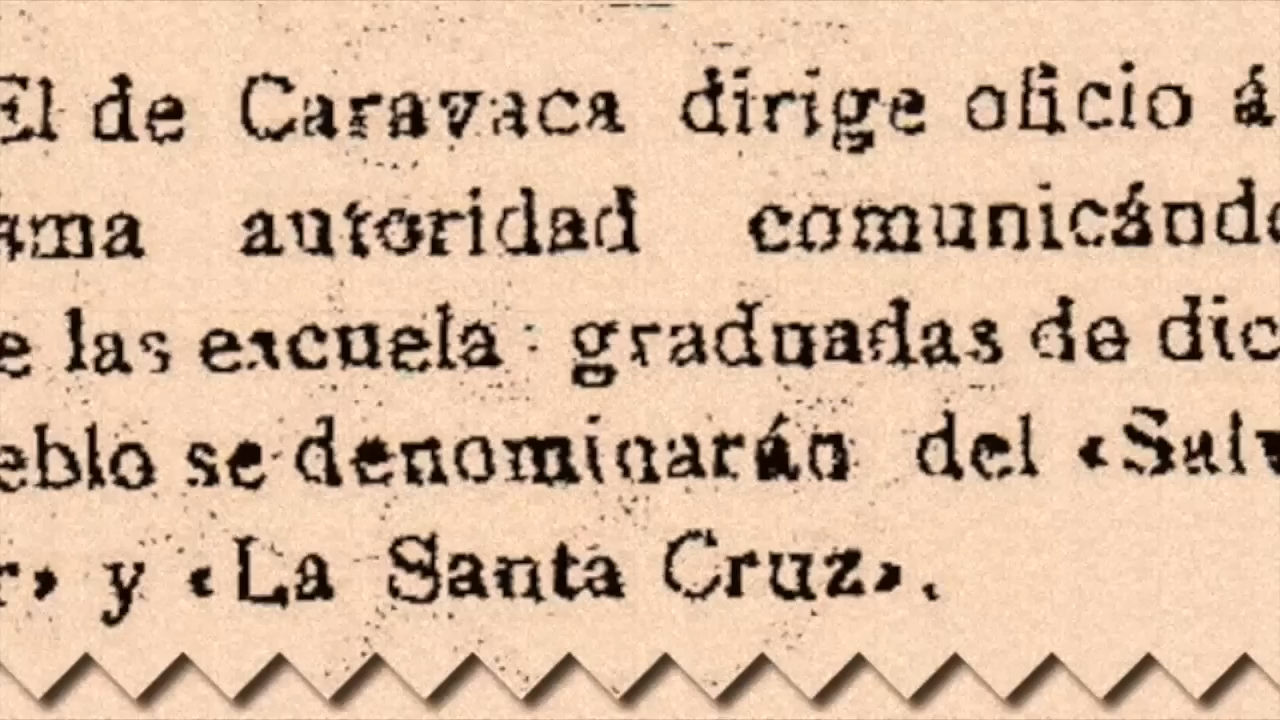 El de Caravaca dirige oficio á
ama autoridad comunicándo
e las escuelas graduadas de dic
eblo se denominarán del «Salv
r» y «La Santa Cruz».